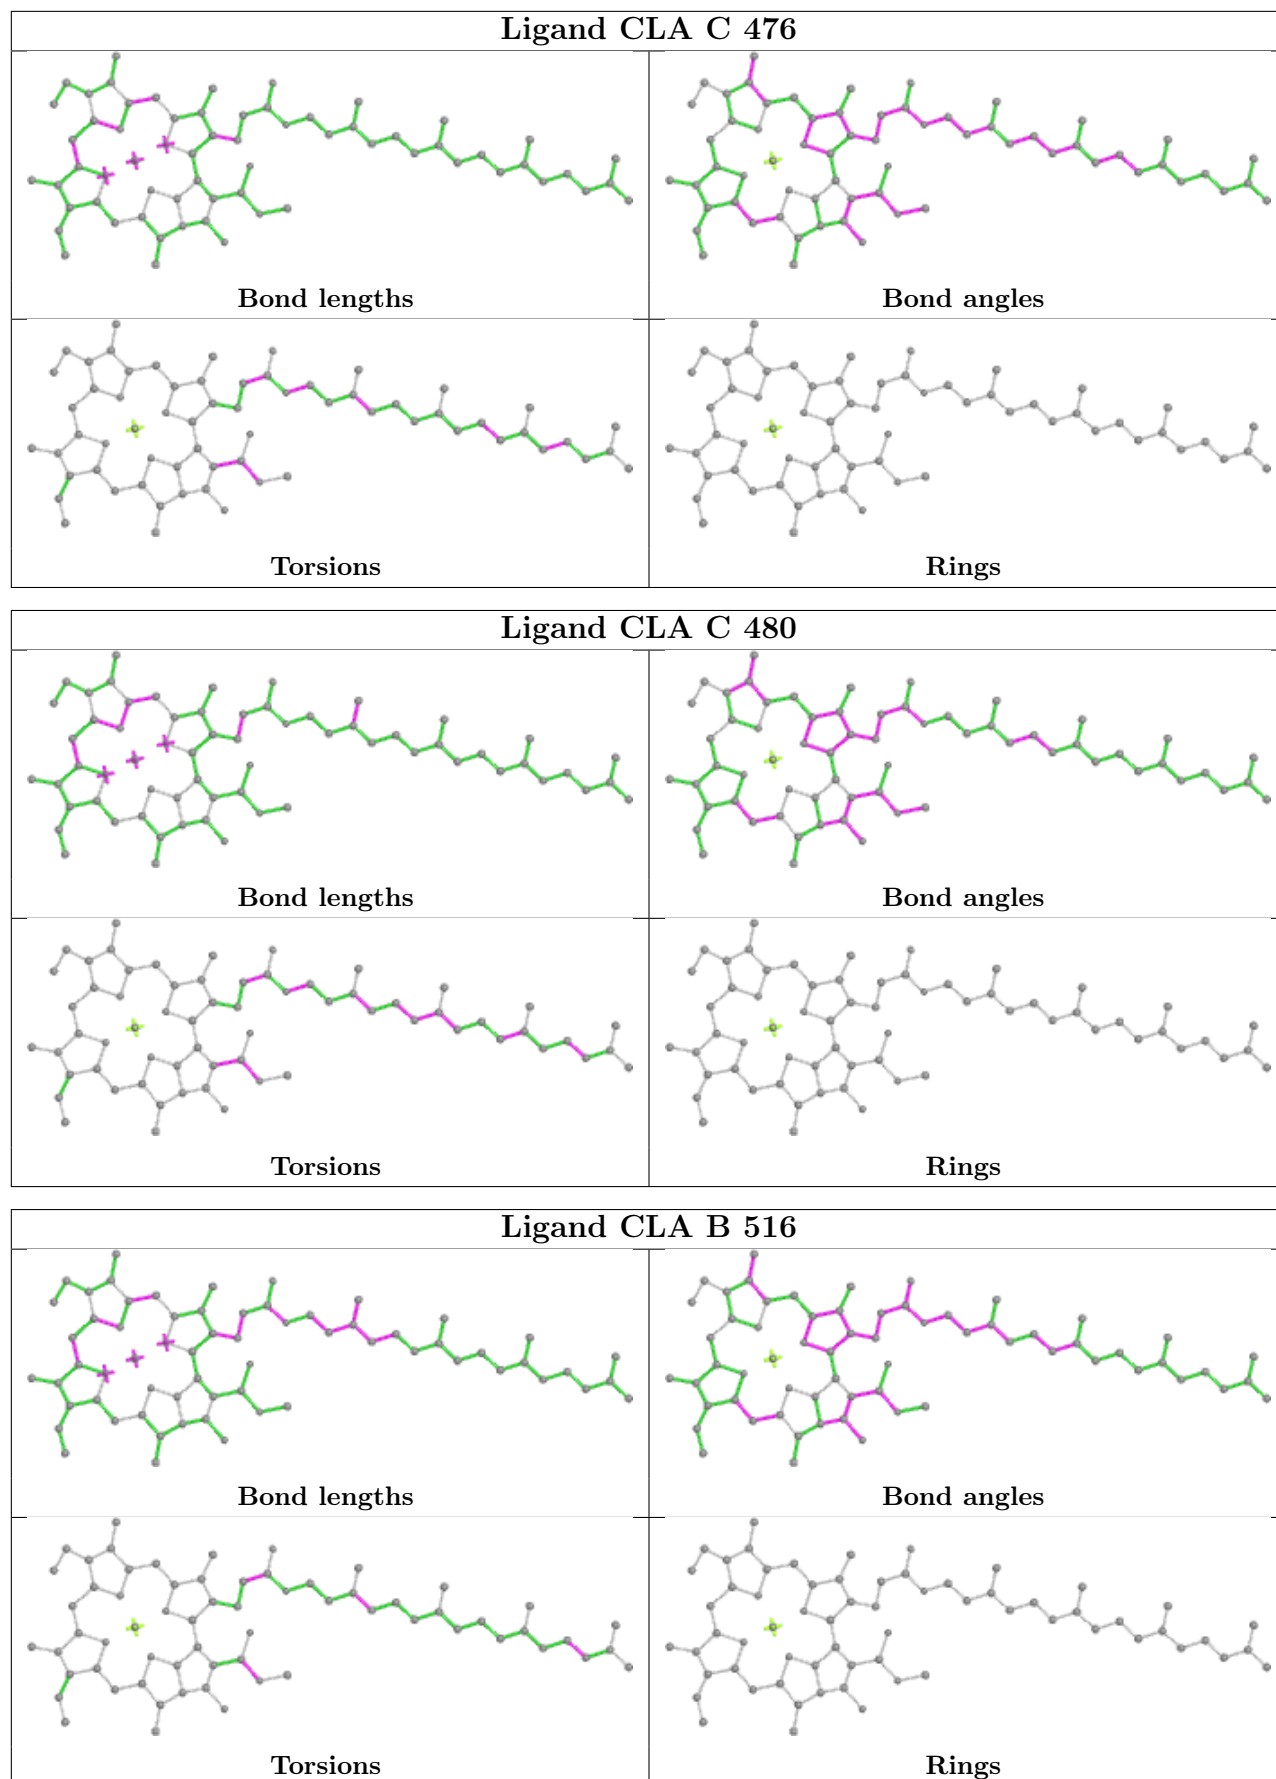 Ligand CLA C 476
Bond lengths
Bond angles
Torsions
Rings
Ligand CLA C 480
Bond lengths
Bond angles
Torsions
Rings
Ligand CLA B 516
Bond lengths
Bond angles
Torsions
Rings